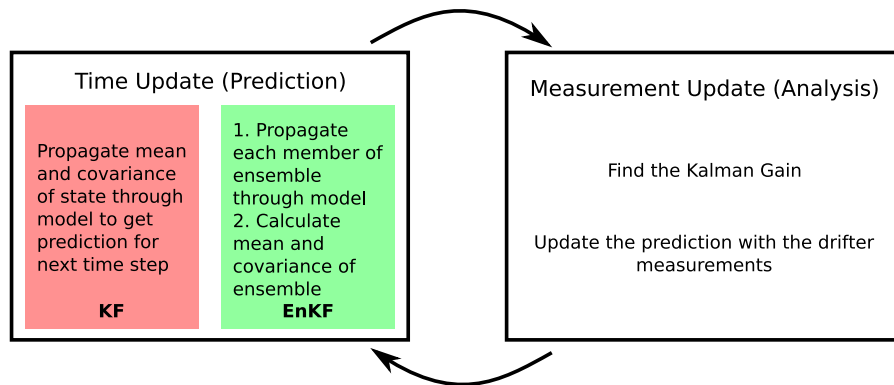 Time Update (Prediction)
Propagate mean
and covariance
of state through
model to get
prediction for
next time step
KF
1. Propagate
each member of
ensemble
through model
2. Calculate
mean and
covariance of
ensemble
EnKF
Measurement Update (Analysis)
Find the Kalman Gain
Update the prediction with the drifter
measurements